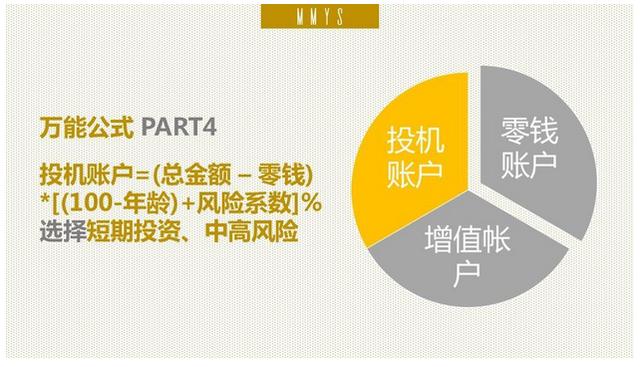 MMYS
万能公式 PART4
投机账户=(总金额 – 零钱)
*[(100-年龄)+风险系数]%
选择短期投资、中高风险
投机
账户
零钱
账户
增值帐
户